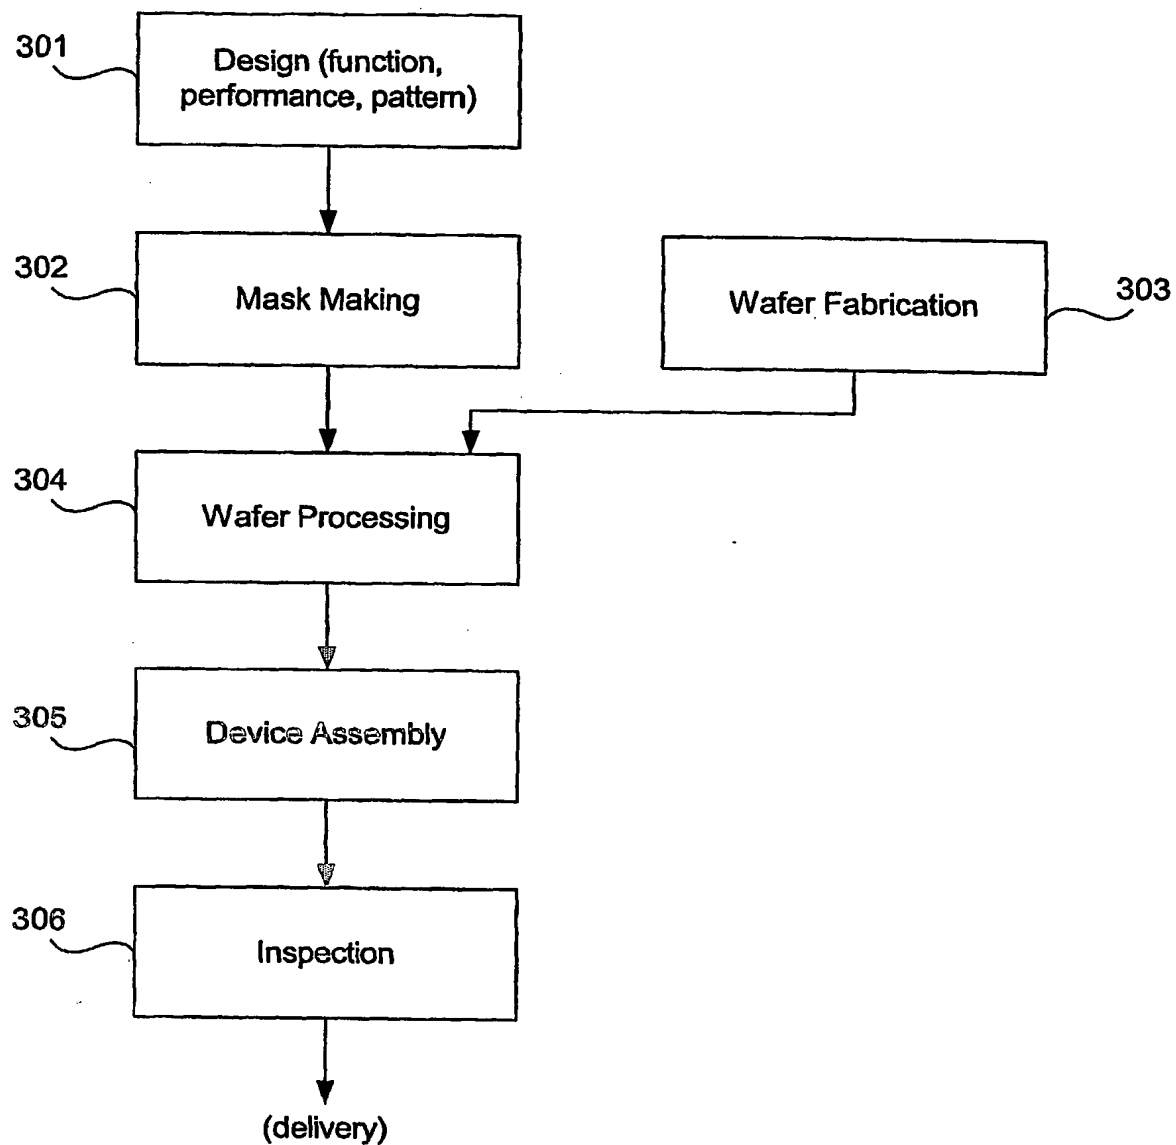 301
Design (function,
performance, pattern)
302
Mask Making
Wafer Fabrication
303
304
Wafer Processing
305
Device Assembly
306
Inspection
(delivery)